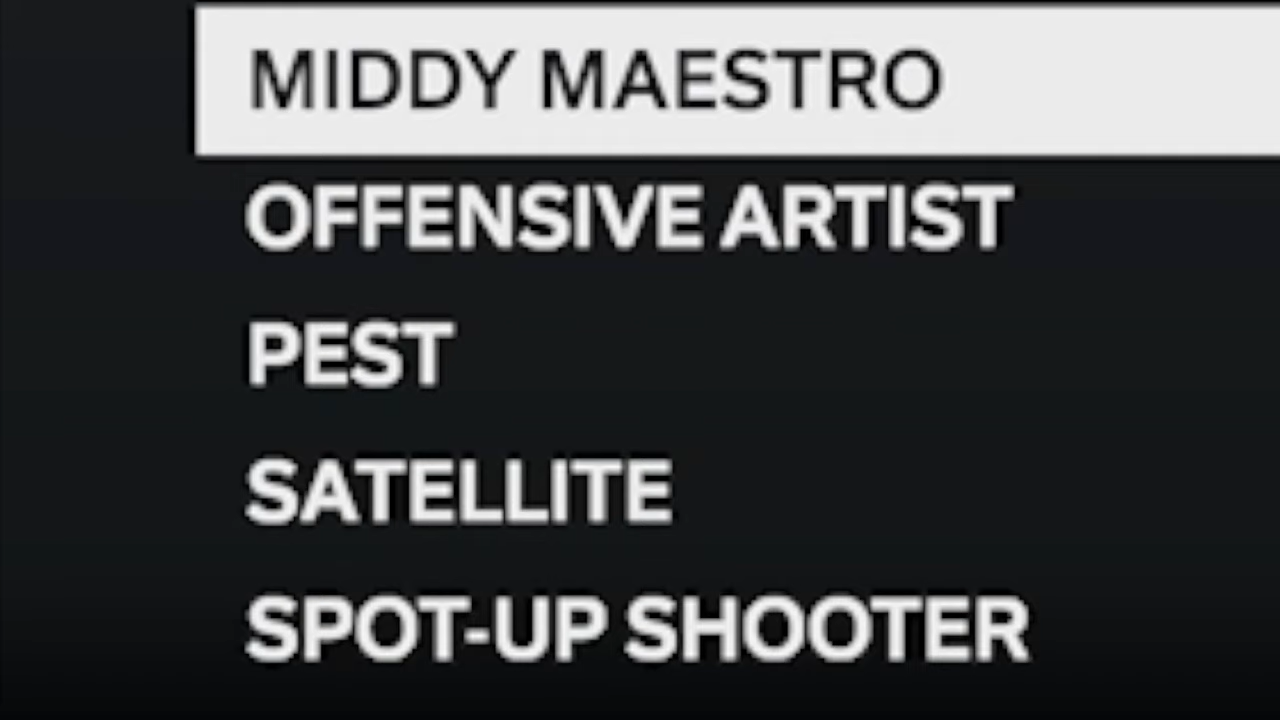 MIDDY MAESTRO
OFFENSIVE ARTIST
PEST
SATELLITE
SPOT-UP SHOOTER